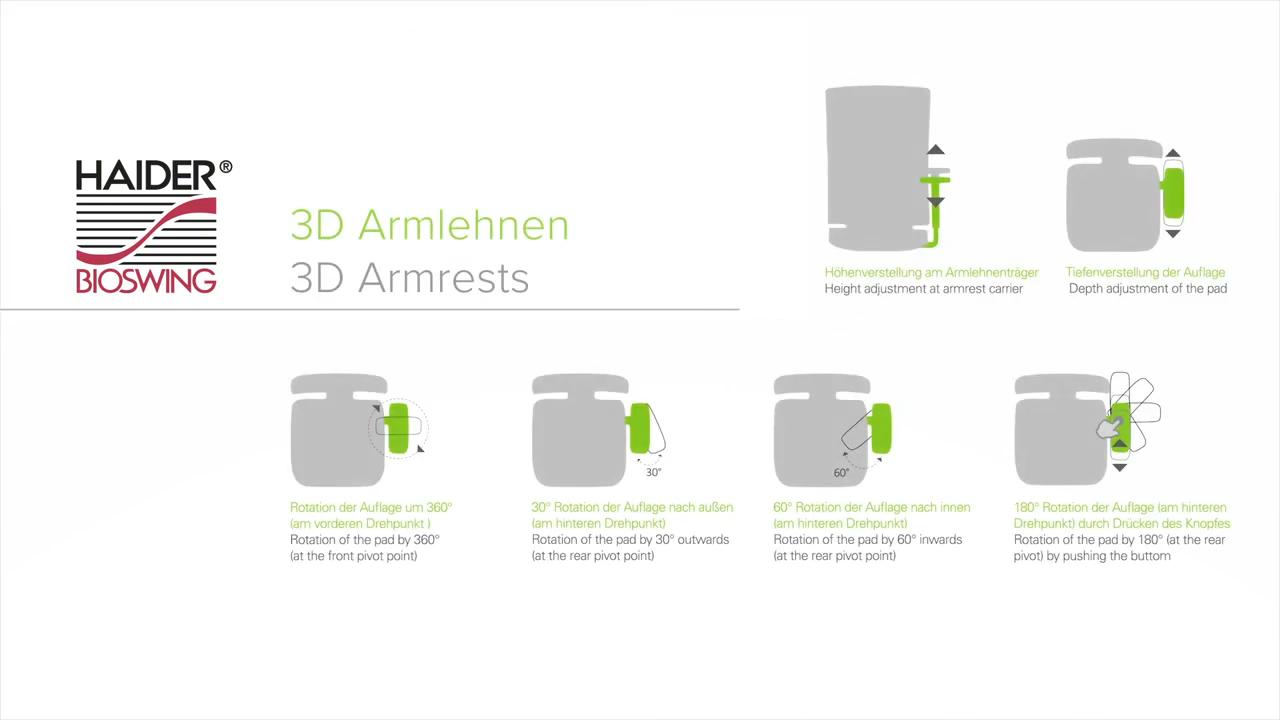 HAIDER®
BIOSWING
3D Armlehnen
3D Armrests
Höhenverstellung am Armlehnenträger
Height adjustment at armrest carrier
Tiefenverstellung der Auflage
Depth adjustment of the pad
Rotation der Auflage um 360°
(am vorderen Drehpunkt )
Rotation of the pad by 360°
(at the front pivot point)
30°
30° Rotation der Auflage nach außen
(am hinteren Drehpunkt)
Rotation of the pad by 30° outwards
(at the rear pivot point)
60°
60° Rotation der Auflage nach innen
(am hinteren Drehpunkt)
Rotation of the pad by 60° inwards
(at the rear pivot point)
180° Rotation der Auflage (am hinteren
Drehpunkt) durch Drücken des Knopfes
Rotation of the pad by 180° (at the rear
pivot) by pushing the buttom